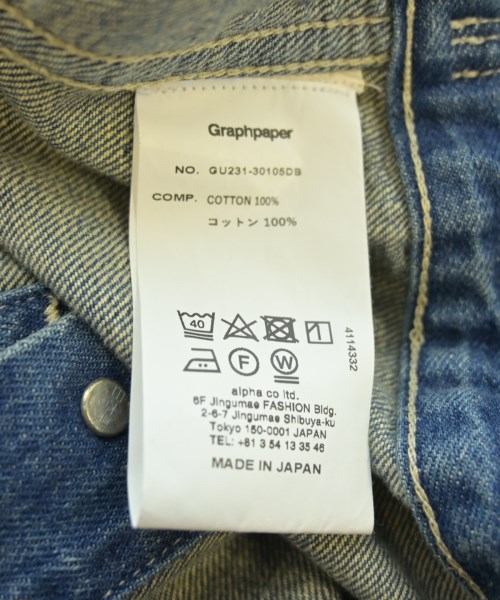 Graphpaper
NO. GU231-30105DB
COMP. COTTON 100%
コットン 100%
40
F
W
4114332
alpha co ltd.
6F Jingumae FASHION Bldg.
2-6-7 Jingumae Shibuya-ku
Tokyo 150-0001 JAPAN
TEL: +81 3 54 13 35 46
MADE IN JAPAN